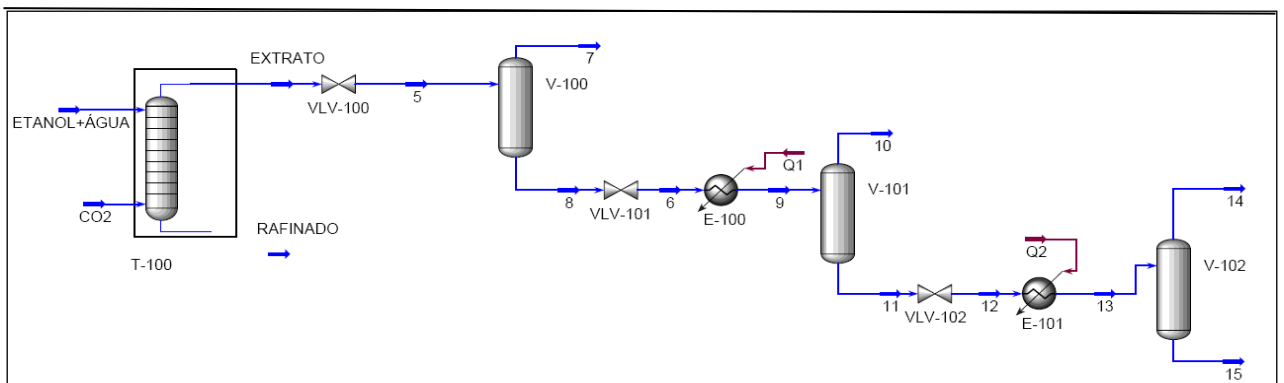 EXTRATO
7
V-100
5
VLV-100
ETANOL+ÁGUA
10
Q1
V-101
8
VLV-101
6
E-100
9
CO2
RAFINADO
T-100
14
Q2
V-102
11
VLV-102
12
E-101
13
15